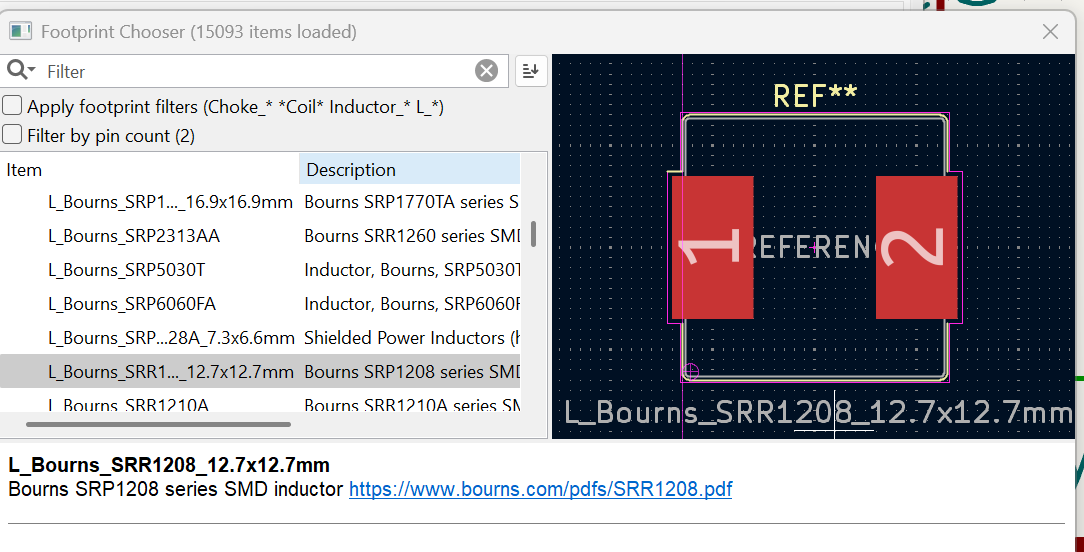 Footprint Chooser (15093 items loaded)
Filter
Apply footprint filters (Choke_* *Coil* Inductor_* L_*)
Filter by pin count (2)
Item Description
L_Bourns_SRP1..._16.9x16.9mm Bourns SRP1770TA series S
L_Bourns_SRP2313AA Bourns SRR1260 series SMD
L_Bourns_SRP5030T Inductor, Bourns, SRP5030T
L_Bourns_SRP6060FA Inductor, Bourns, SRP6060F
L_Bourns_SRP...28A_7.3x6.6mm Shielded Power Inductors (h
L_Bourns_SRR1..._12.7x12.7mm Bourns SRP1208 series SMD
L_Bourns_SRR1210A Bourns SRR1210A series SM
REF**
1 REFEREN 2
L_Bourns_SRR1208_12.7x12.7mm
L_Bourns_SRR1208_12.7x12.7mm
Bourns SRP1208 series SMD inductor https://www.bourns.com/pdfs/SRR1208.pdf